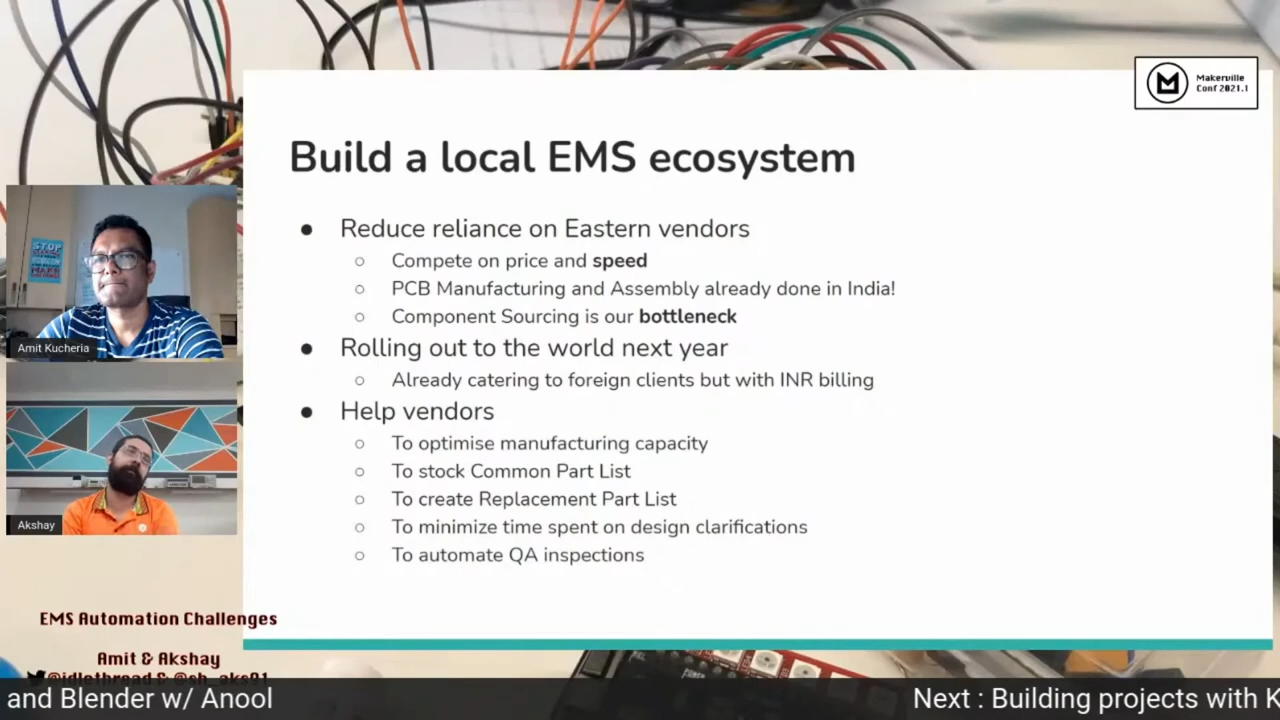 Makerville
Conf 2021.1
Build a local EMS ecosystem
● Reduce reliance on Eastern vendors
○ Compete on price and speed
○ PCB Manufacturing and Assembly already done in India!
○ Component Sourcing is our bottleneck
● Rolling out to the world next year
○ Already catering to foreign clients but with INR billing
● Help vendors
○ To optimise manufacturing capacity
○ To stock Common Part List
○ To create Replacement Part List
○ To minimize time spent on design clarifications
○ To automate QA inspections
STOP
MAKE
Amit Kucheria
Akshay
EMS Automation Challenges
Amit & Akshay
@idlethread & @sh_aks01
and Blender w/ Anool
Next : Building projects with K